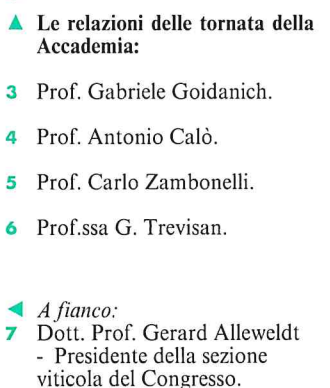 ▲ Le relazioni delle tornata della
Accademia:
3 Prof. Gabriele Goidanich.
4 Prof. Antonio Calò.
5 Prof. Carlo Zambonelli.
6 Prof.ssa G. Trevisan.
◄ A fianco:
7 Dott. Prof. Gerard Alleweldt
- Presidente della sezione
viticola del Congresso.